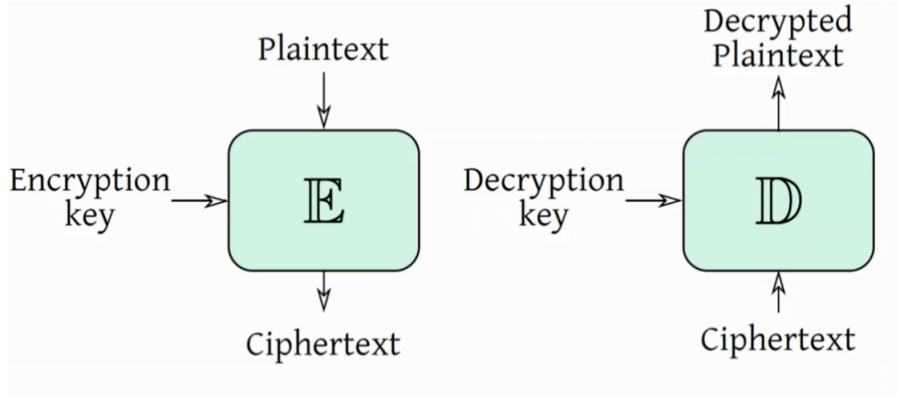 Plaintext
Encryption
key
𝔼
Ciphertext
Decrypted
Plaintext
Decryption
key
𝔻
Ciphertext